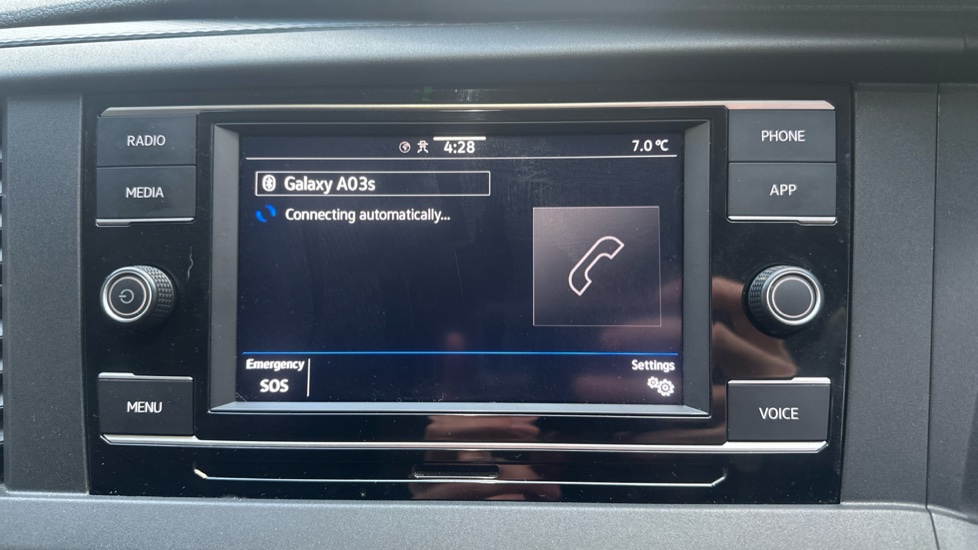 RADIO
MEDIA
MENU
4:28
7.0 °C
Galaxy A03s
Connecting automatically...
Emergency
SOS
Settings
PHONE
APP
VOICE